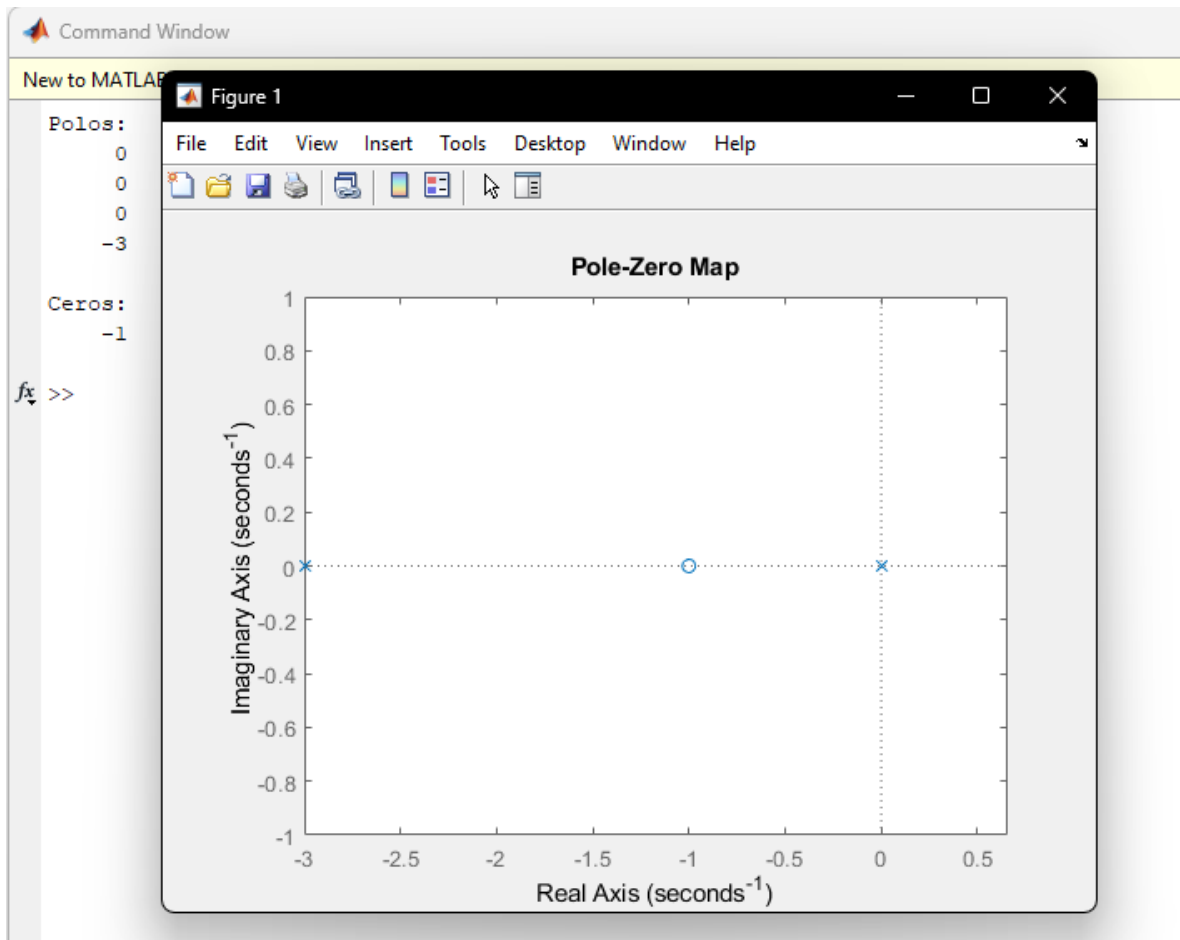 Command Window
New to MATLAB
Polos:
0
0
0
-3
Ceros:
-1
fx >>
Figure 1
File Edit View Insert Tools Desktop Window Help
Pole-Zero Map
1
0.8
0.6
0.4
0.2
0
-0.2
-0.4
-0.6
-0.8
-1
Imaginary Axis (seconds⁻¹)
-3 -2.5 -2 -1.5 -1 -0.5 0 0.5
Real Axis (seconds⁻¹)